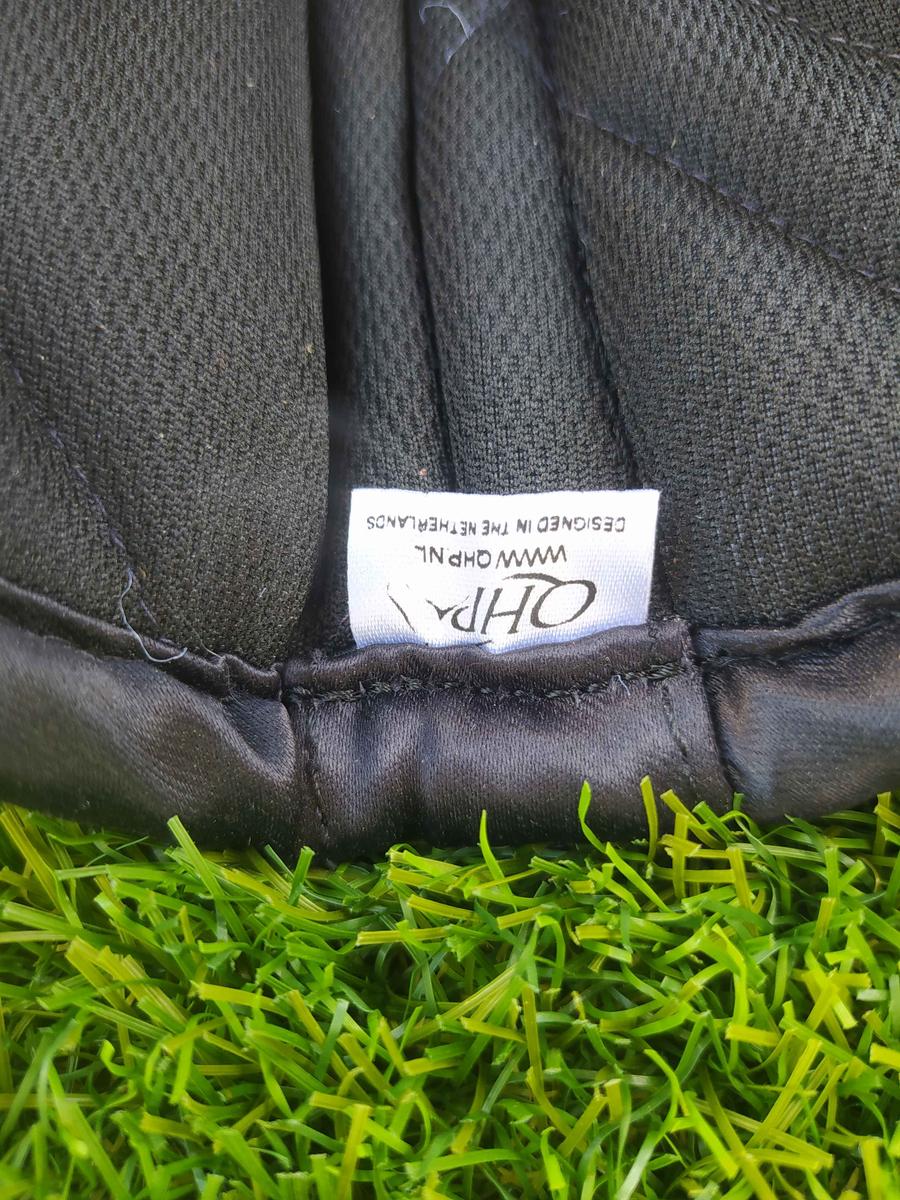 QHP
WWW.QHP.NL
DESIGNED IN THE NETHERLANDS